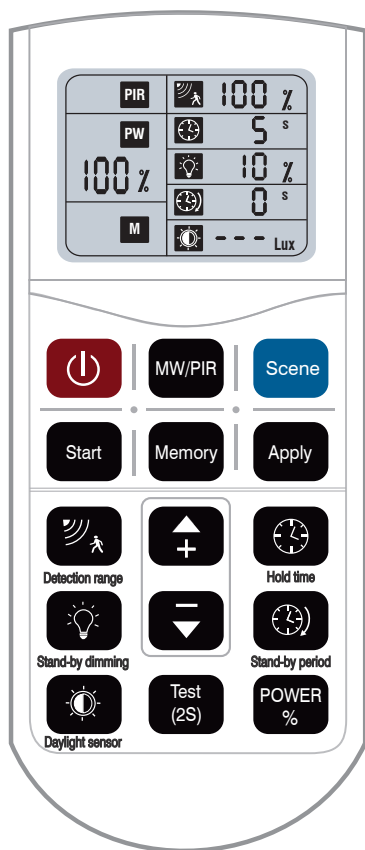 PIR
100 %
PW
5 s
100 %
10 %
0 s
M
- - - Lux
MW/PIR
Scene
Start
Memory
Apply
+
Detection range
Hold time
−
Stand-by dimming
Stand-by period
Test
(2S)
POWER
%
Daylight sensor